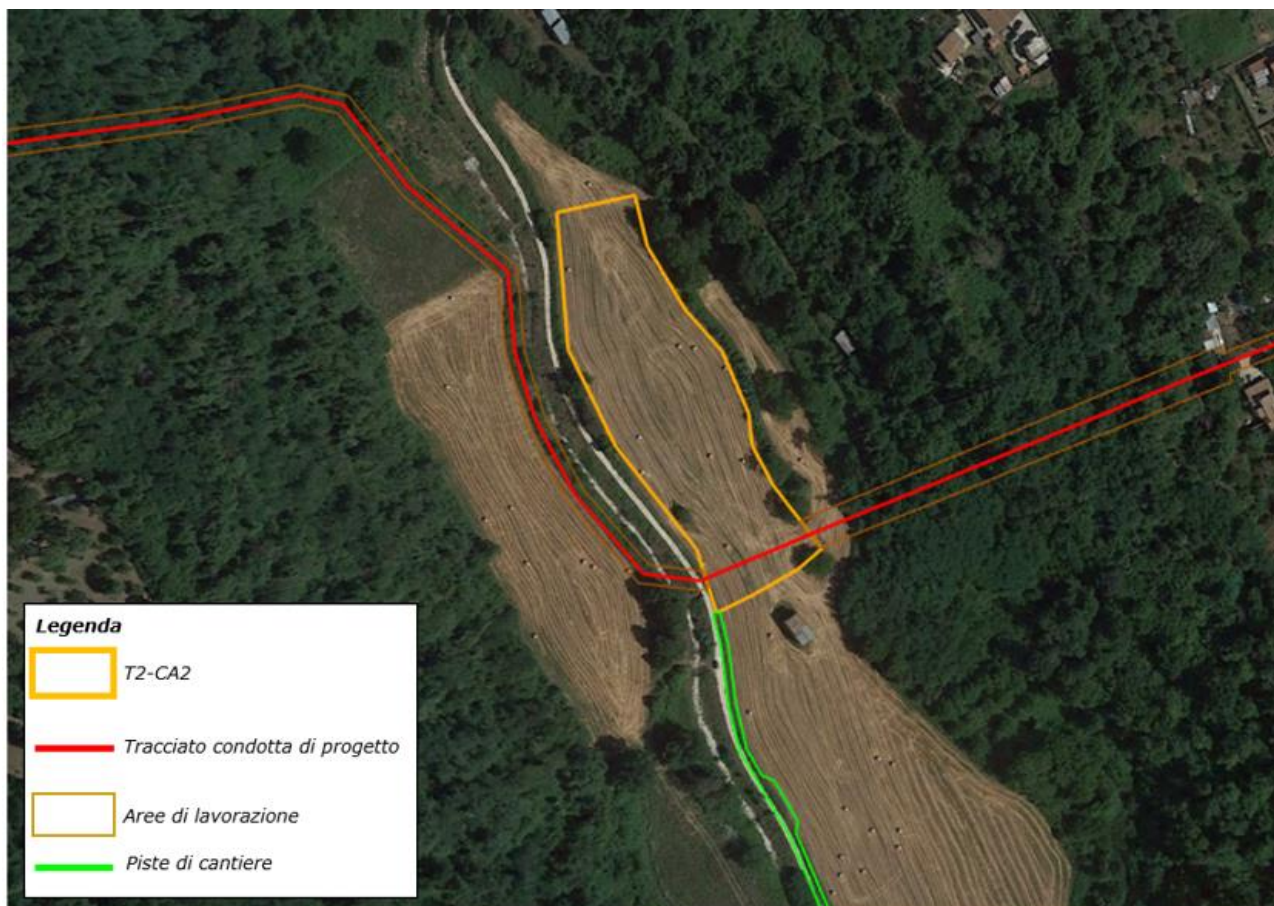 Legenda
T2-CA2
Tracciato condotta di progetto
Aree di lavorazione
Piste di cantiere